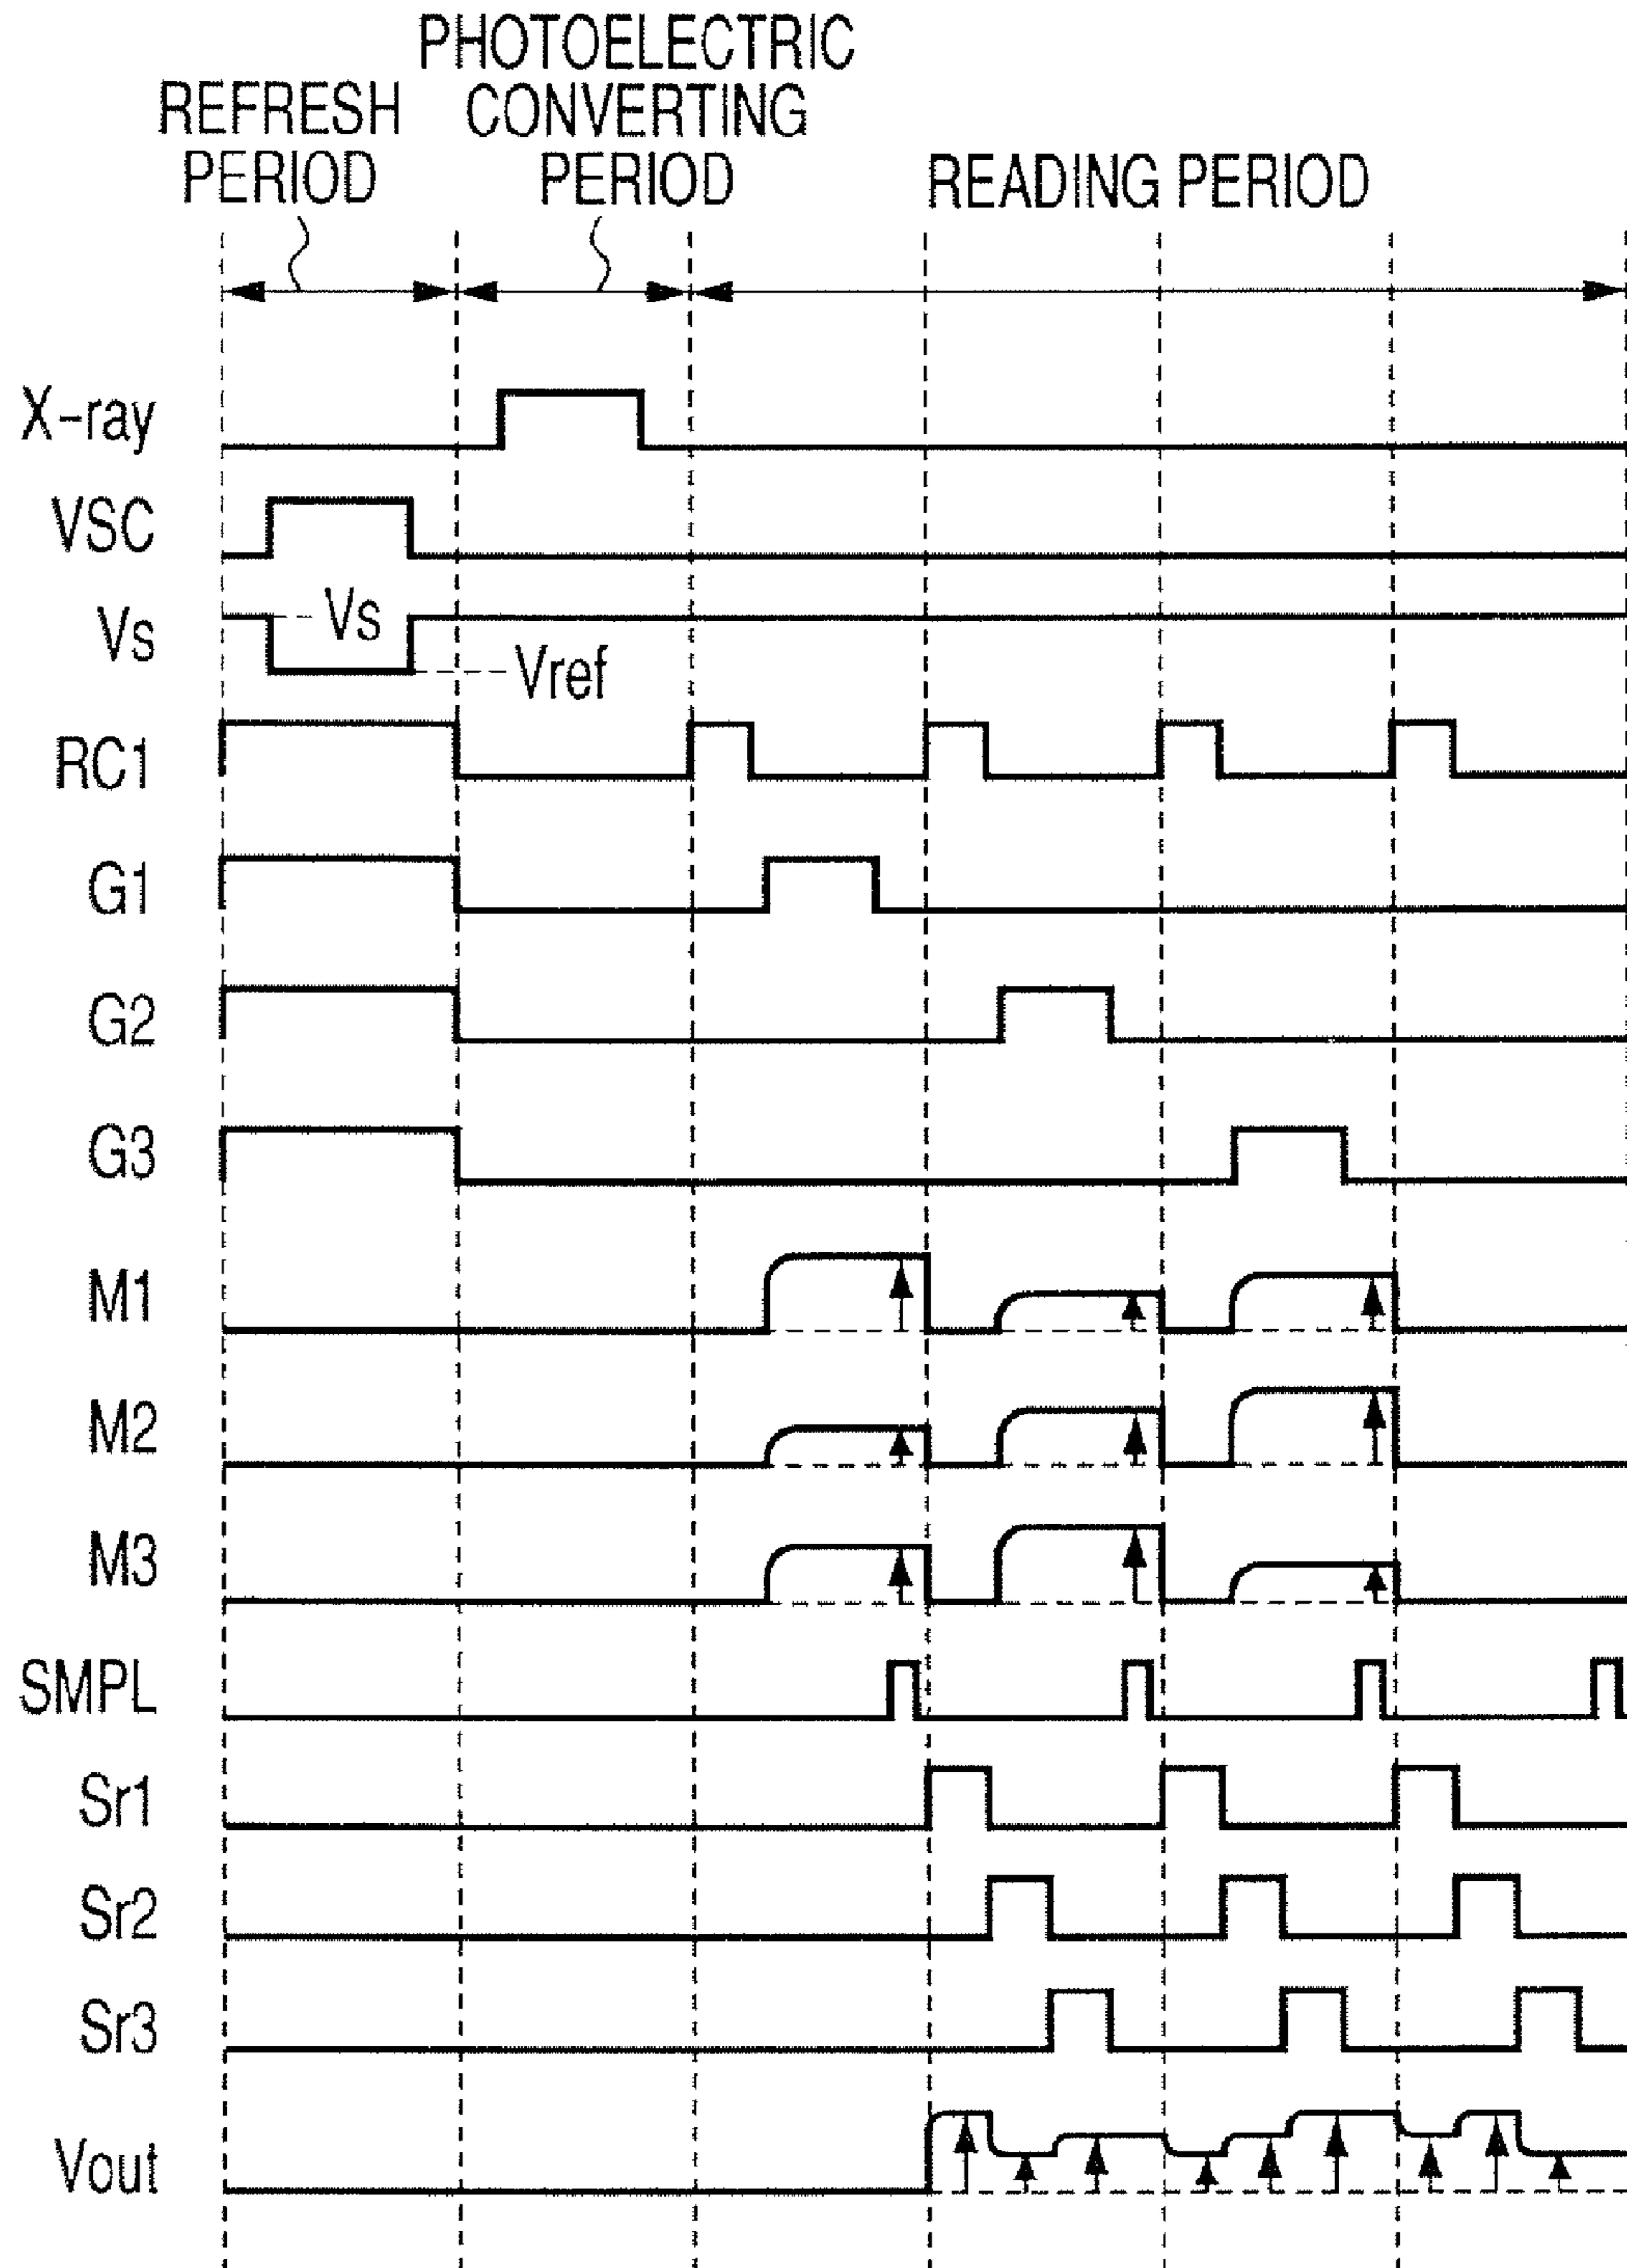 PHOTOELECTRIC
CONVERTING
PERIOD
REFRESH
PERIOD
READING PERIOD
X-ray
VSC
Vs
Vs
Vref
RC1
G1
G2
G3
M1
M2
M3
SMPL
Sr1
Sr2
Sr3
Vout